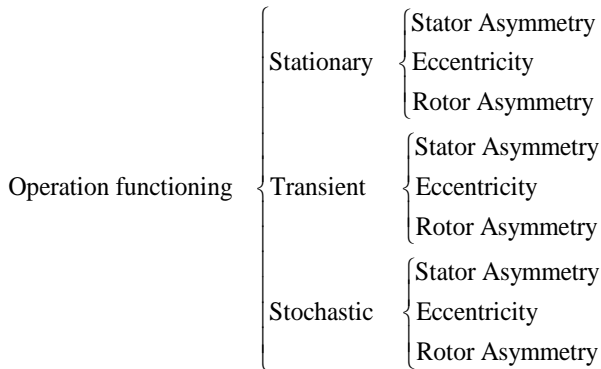 Operation functioning
Stationary
Stator Asymmetry
Eccentricity
Rotor Asymmetry
Transient
Stator Asymmetry
Eccentricity
Rotor Asymmetry
Stochastic
Stator Asymmetry
Eccentricity
Rotor Asymmetry